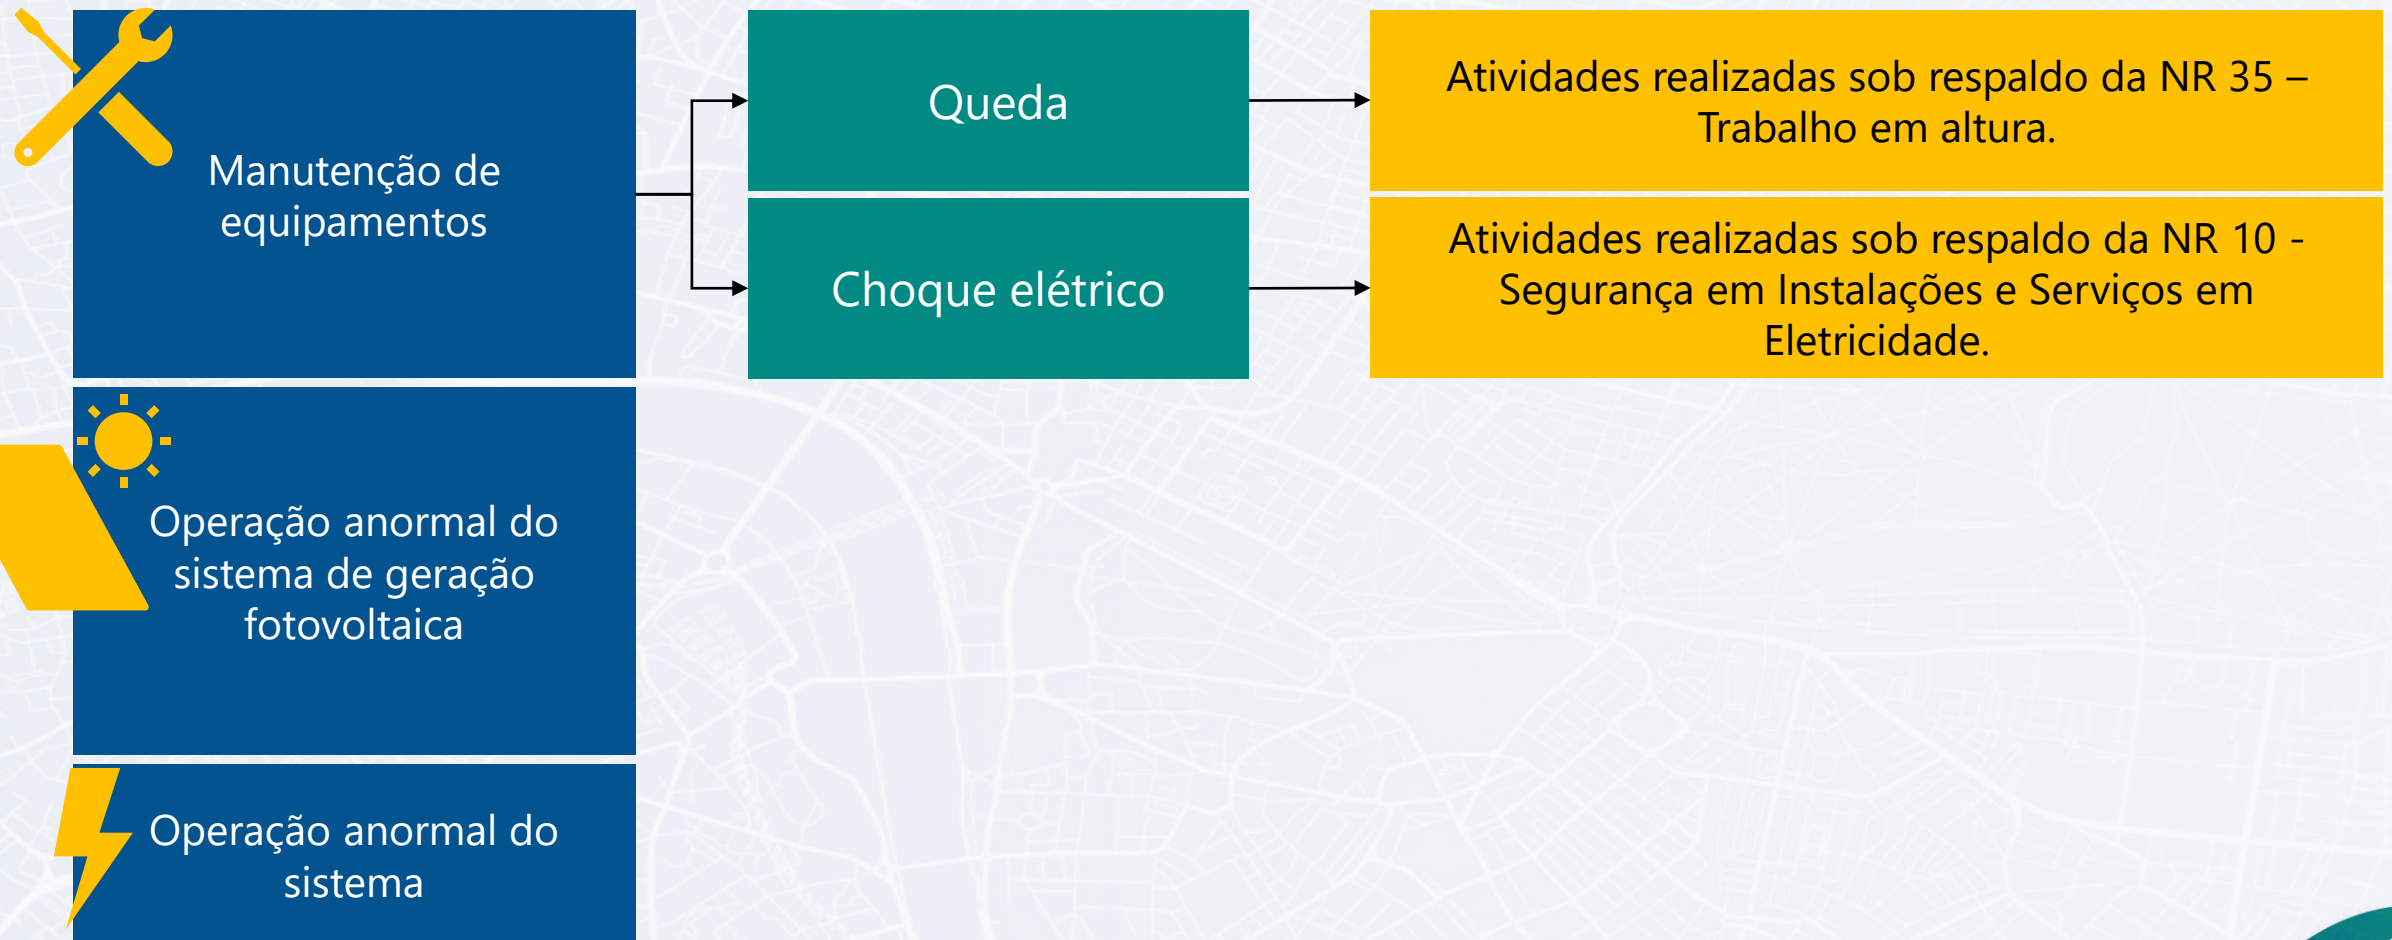 Manutenção de
equipamentos
Queda
Atividades realizadas sob respaldo da NR 35 –
Trabalho em altura.
Choque elétrico
Atividades realizadas sob respaldo da NR 10 -
Segurança em Instalações e Serviços em
Eletricidade.
Operação anormal do
sistema de geração
fotovoltaica
Operação anormal do
sistema